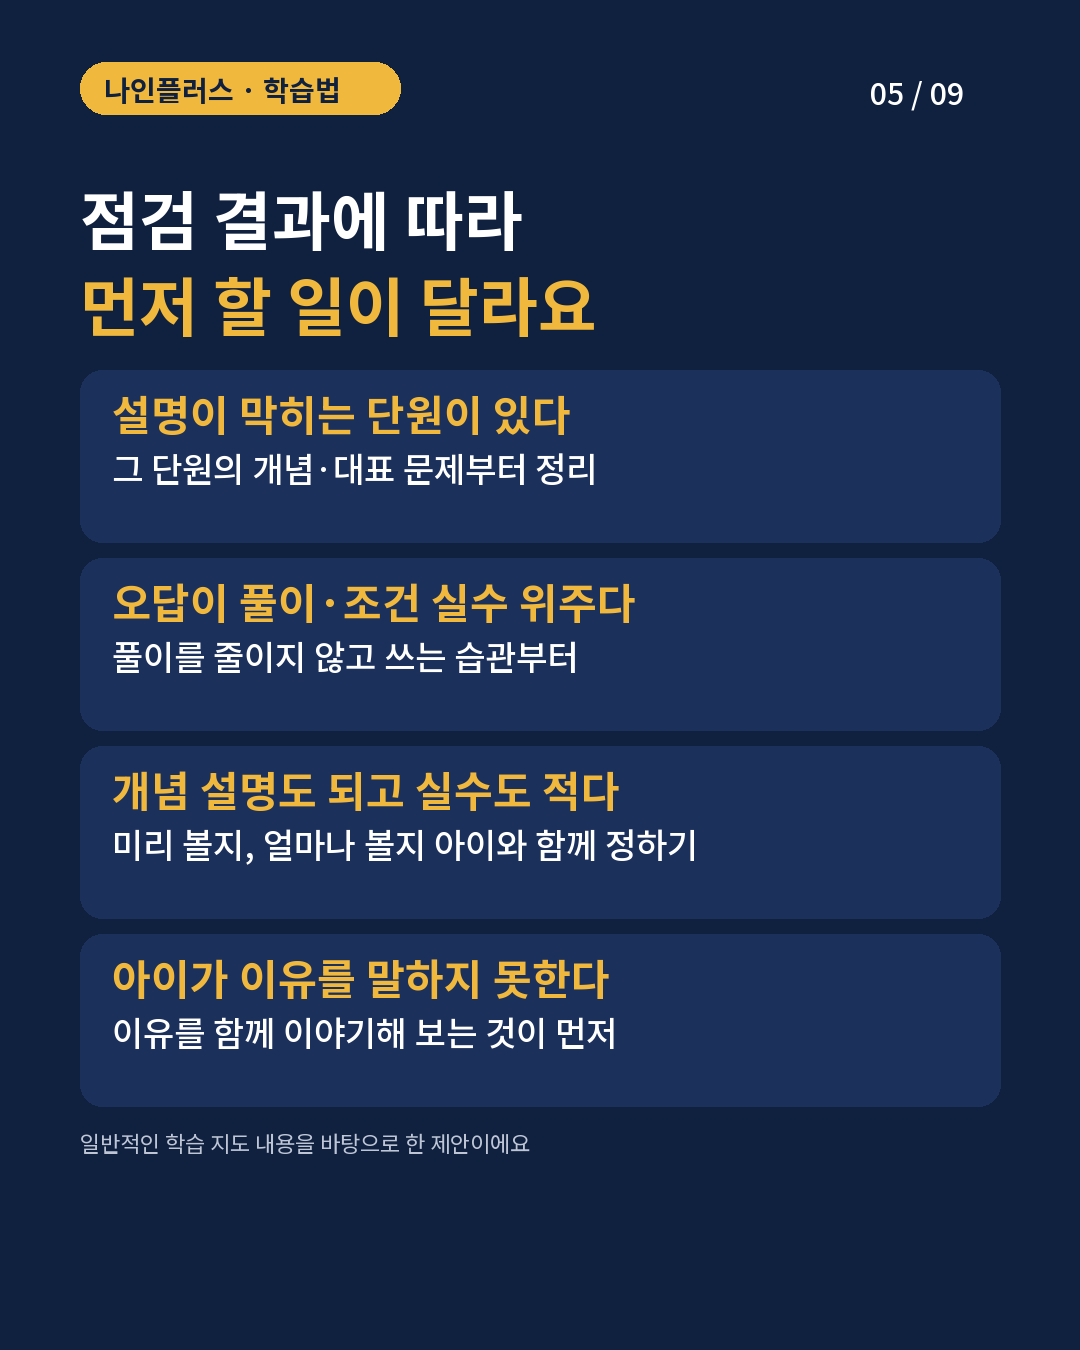 나인플러스 · 학습법
05 / 09
점검 결과에 따라
먼저 할 일이 달라요
설명이 막히는 단원이 있다
그 단원의 개념·대표 문제부터 정리
오답이 풀이·조건 실수 위주다
풀이를 줄이지 않고 쓰는 습관부터
개념 설명도 되고 실수도 적다
미리 볼지, 얼마나 볼지 아이와 함께 정하기
아이가 이유를 말하지 못한다
이유를 함께 이야기해 보는 것이 먼저
일반적인 학습 지도 내용을 바탕으로 한 제안이에요